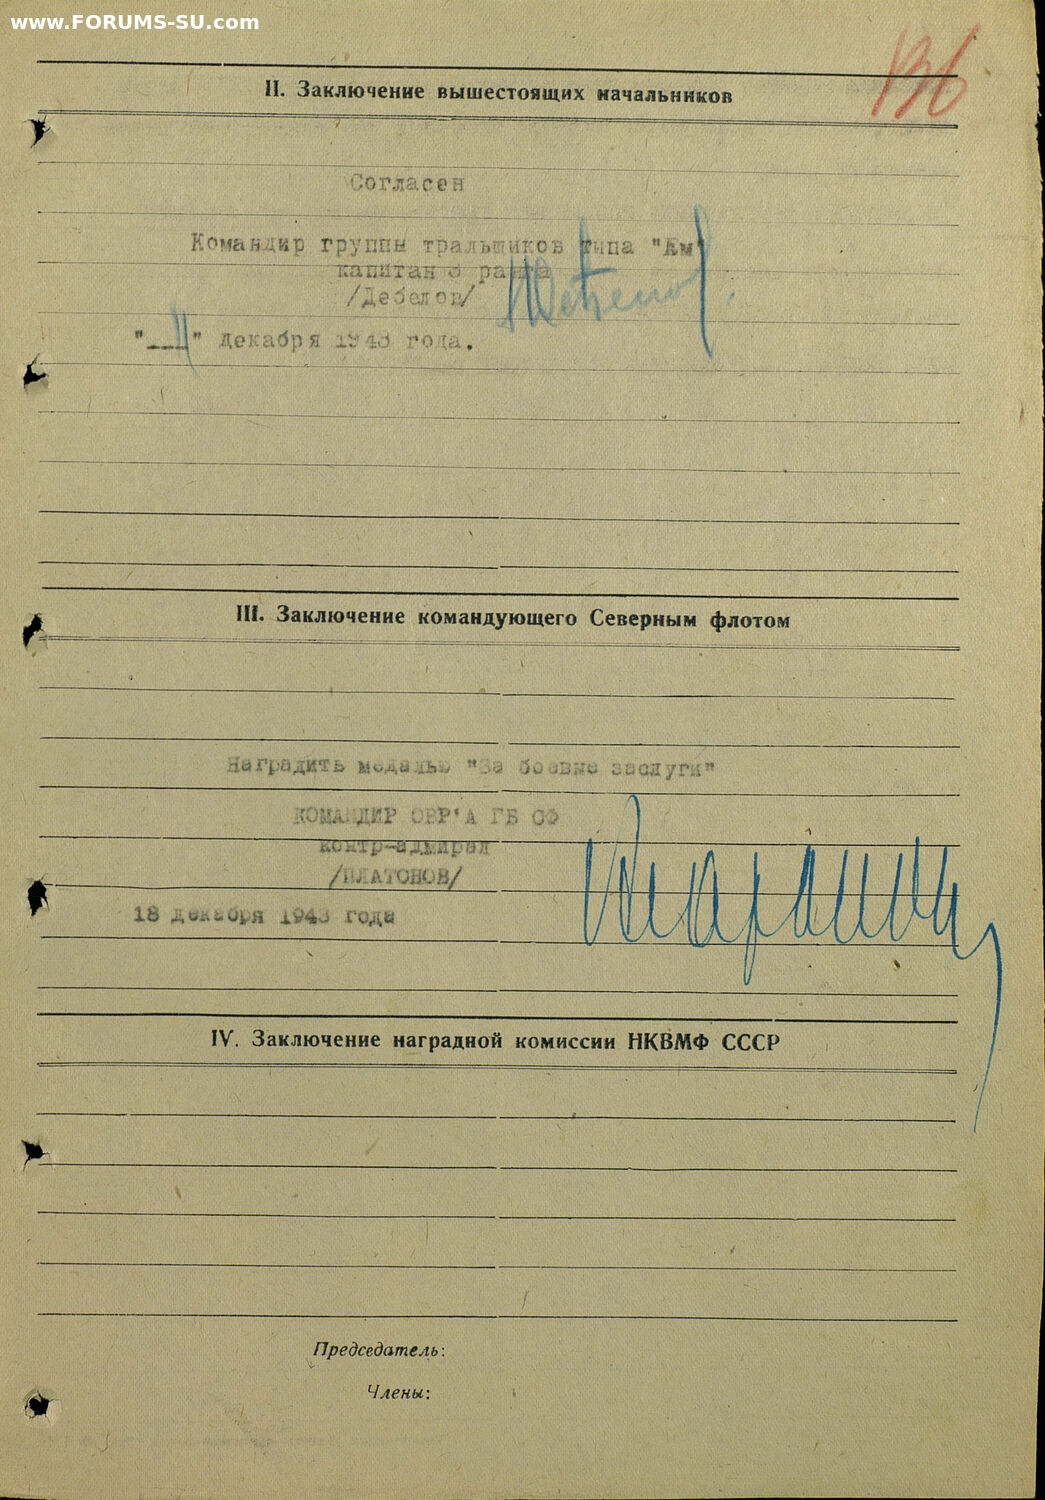 www.FORUMS-SU.com
136
II. Заключение вышестоящих начальников
Согласен
Командир группы тральщиков типа "Ам"
капитан 3 ранга
/Дебелов/
"11" декабря 1943 года.
III. Заключение командующего Северным флотом
Наградить медалью "За боевые заслуги"
КОМАНДИР ОВР'А ГБ СФ
контр-адмирал
/ПЛАТОНОВ/
18 декабря 1943 года
IV. Заключение наградной комиссии НКВМФ СССР
Председатель:
Члены: